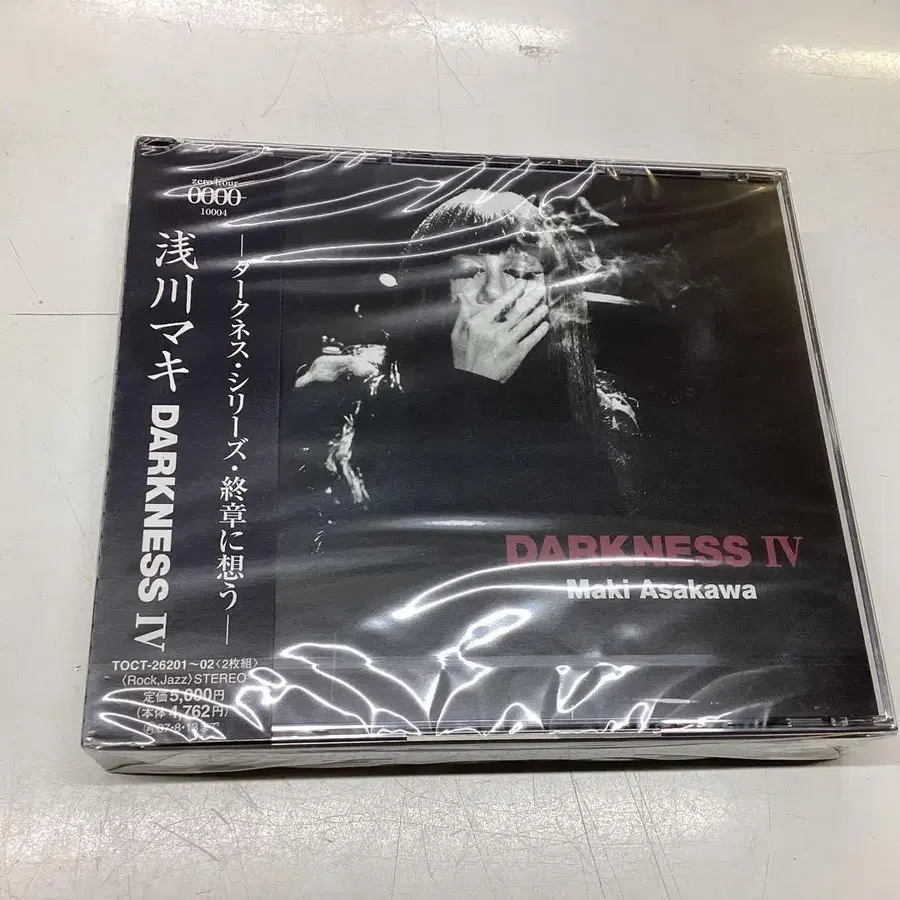 zero hour
0000
10004
浅川マキ DARKNESS IV
―ダークネス・シリーズ・終章に想う―
TOCT-26201～02〈2枚組〉
〈Rock,Jazz〉STEREO
定価5,000円
(本体4,762円)
DARKNESS IV
Maki Asakawa